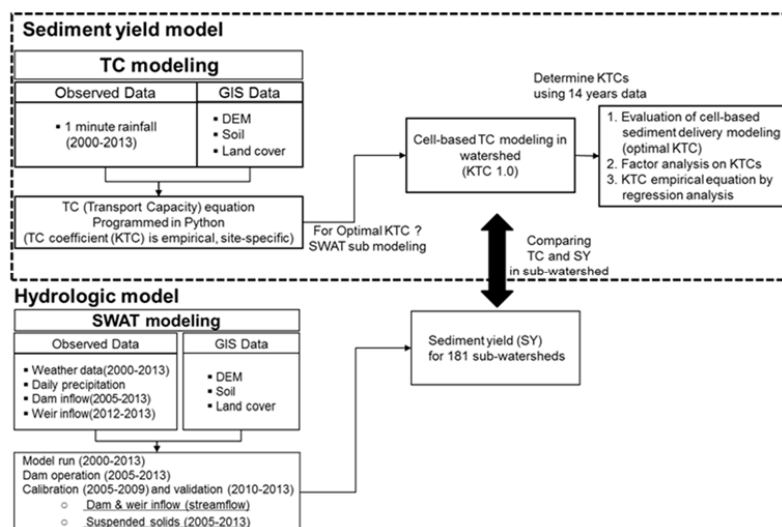 Sediment yield model
TC modeling
Observed Data
GIS Data
▪ 1 minute rainfall
(2000-2013)
▪ DEM
▪ Soil
▪ Land cover
TC (Transport Capacity) equation
Programmed in Python
(TC coefficient (KTC) is empirical, site-specific)
For Optimal KTC ?
SWAT sub modeling
Cell-based TC modeling in
watershed
(KTC 1.0)
Determine KTCs
using 14 years data
1. Evaluation of cell-based
sediment delivery modeling
(optimal KTC)
2. Factor analysis on KTCs
3. KTC empirical equation by
regression analysis
Comparing
TC and SY
in sub-watershed
Hydrologic model
SWAT modeling
Observed Data
GIS Data
▪ Weather data(2000-2013)
▪ Daily precipitation
▪ Dam inflow(2005-2013)
▪ Weir inflow(2012-2013)
▪ DEM
▪ Soil
▪ Land cover
Sediment yield (SY)
for 181 sub-watersheds
Model run (2000-2013)
Dam operation (2005-2013)
Calibration (2005-2009) and validation (2010-2013)
○ Dam & weir inflow (streamflow)
○ Suspended solids (2005-2013)